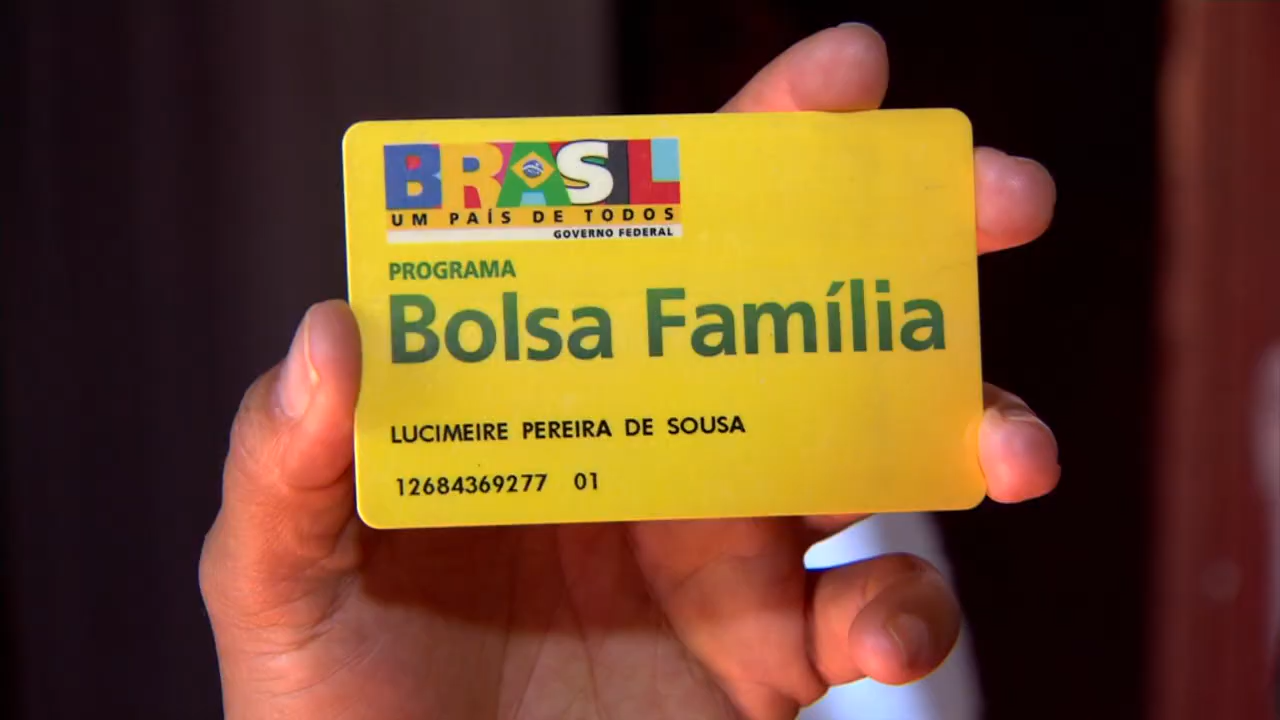 BRASIL
UM PAÍS DE TODOS
GOVERNO FEDERAL
PROGRAMA
Bolsa Família
LUCIMEIRE PEREIRA DE SOUSA
12684369277 01